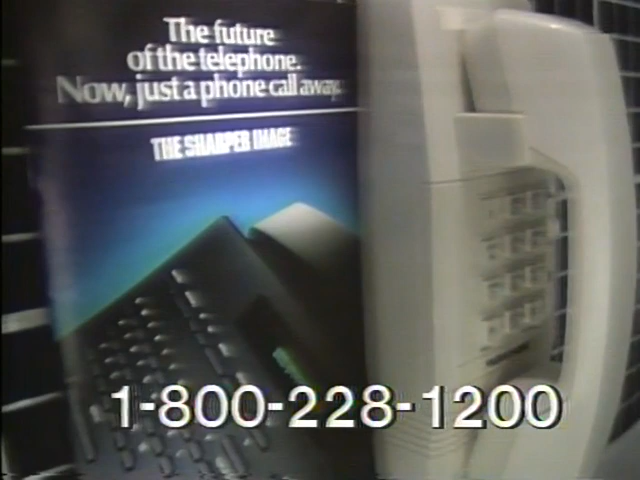 The future
of the telephone.
Now, just a phone call away.
THE SHARPER IMAGE
1-800-228-1200